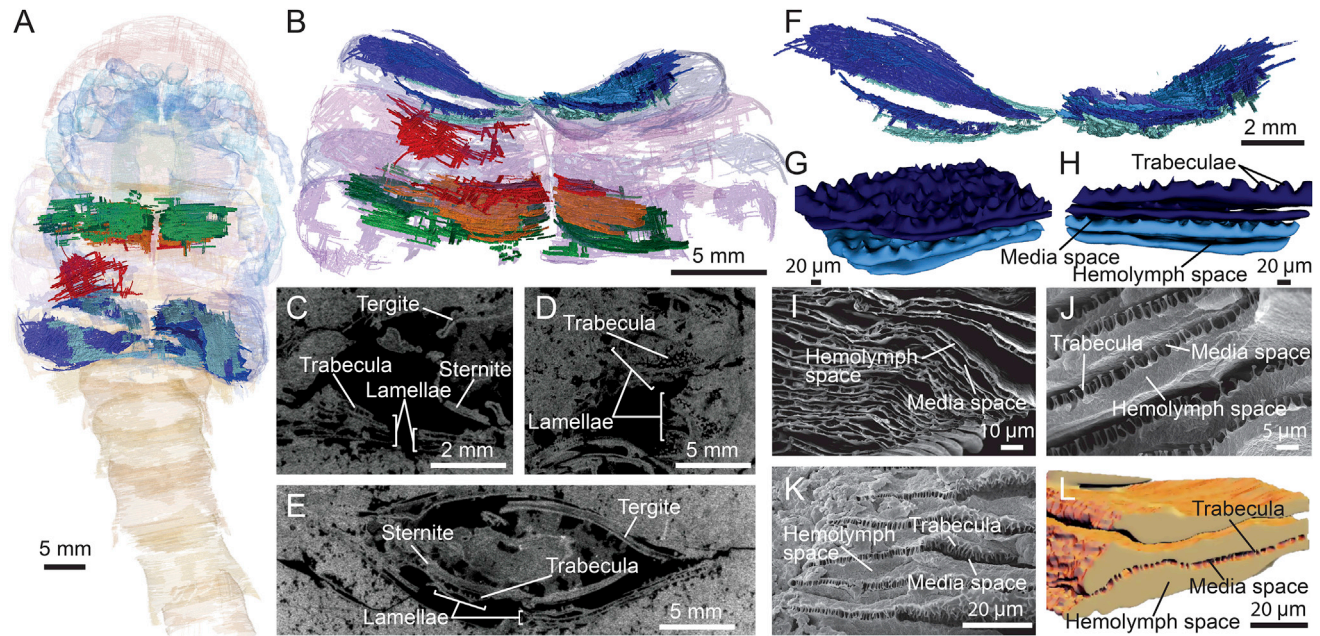 A
5 mm
B
5 mm
C
Tergite
Trabecula
Lamellae
Sternite
2 mm
D
Trabecula
Lamellae
5 mm
E
Sternite
Tergite
Trabecula
Lamellae
5 mm
F
2 mm
G
20 µm
H
Trabeculae
Media space
Hemolymph space
20 µm
I
Hemolymph
space
Media space
10 µm
J
Trabecula
Media space
Hemolymph space
5 µm
K
Hemolymph
space
Trabecula
Media space
20 µm
L
Trabecula
Media space
Hemolymph
space
20 µm